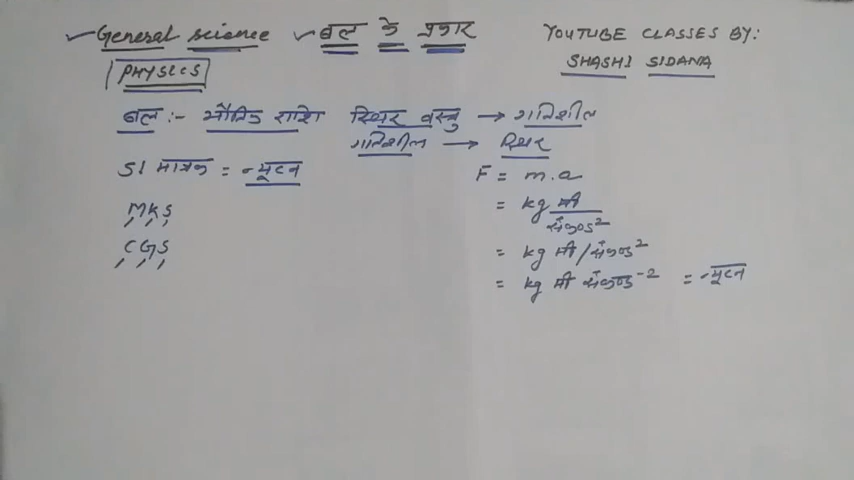 General science बल के प्रकार YOUTUBE CLASSES BY:
PHYSICS SHASHI SIDANA
बल :- भौतिक राशि स्थिर वस्तु → गतिशील
गतिशील → स्थिर
SI मात्रक = न्यूटन F = m.a
MKS = kg मी / सेकण्ड²
CGS = kg मी/सेकण्ड²
= kg मी सेकण्ड⁻² = न्यूटन